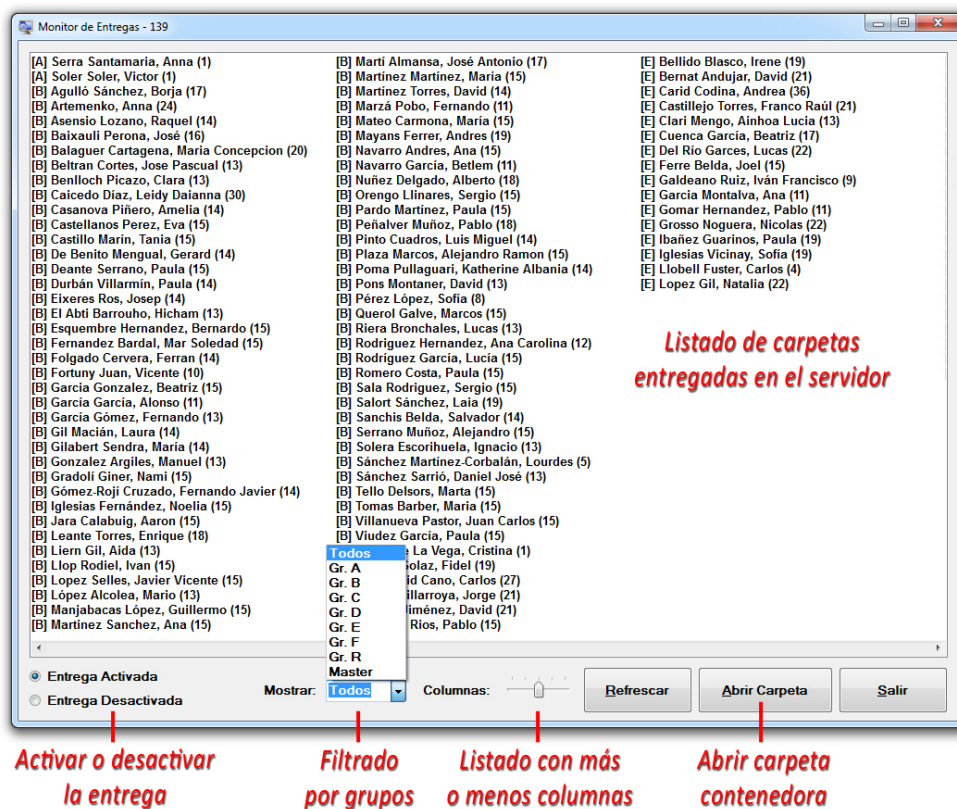 Monitor de Entregas - 139
[A] Serra Santamaria, Anna (1)
[A] Soler Soler, Victor (1)
[B] Agulló Sánchez, Borja (17)
[B] Artemenko, Anna (24)
[B] Asensio Lozano, Raquel (14)
[B] Baixauli Perona, José (16)
[B] Balaguer Cartagena, Maria Concepcion (20)
[B] Beltran Cortes, Jose Pascual (13)
[B] Benlloch Picazo, Clara (13)
[B] Caicedo Díaz, Leidy Daianna (30)
[B] Casanova Piñero, Amelia (14)
[B] Castellanos Perez, Eva (15)
[B] Castillo Marín, Tania (15)
[B] De Benito Mengual, Gerard (14)
[B] Deante Serrano, Paula (15)
[B] Durbán Villarmín, Paula (14)
[B] Eixeres Ros, Josep (14)
[B] El Abti Barrouho, Hicham (13)
[B] Esquembre Hernandez, Bernardo (15)
[B] Fernandez Bardal, Mar Soledad (15)
[B] Folgado Cervera, Ferran (14)
[B] Fortuny Juan, Vicente (10)
[B] Garcia Gonzalez, Beatriz (15)
[B] García García, Alonso (11)
[B] García Gómez, Fernando (13)
[B] Gil Macián, Laura (14)
[B] Gilabert Sendra, María (14)
[B] Gonzalez Argiles, Manuel (13)
[B] Gradolí Giner, Nami (15)
[B] Gómez-Rojí Cruzado, Fernando Javier (14)
[B] Iglesias Fernández, Noelia (15)
[B] Jara Calabuig, Aaron (15)
[B] Leante Torres, Enrique (18)
[B] Liern Gil, Aida (13)
[B] Llop Rodiel, Ivan (15)
[B] Lopez Selles, Javier Vicente (15)
[B] López Alcolea, Mario (13)
[B] Manjabacas López, Guillermo (15)
[B] Martinez Sanchez, Ana (15)
[B] Martí Almansa, José Antonio (17)
[B] Martínez Martínez, María (15)
[B] Martínez Torres, David (14)
[B] Marzá Pobo, Fernando (11)
[B] Mateo Carmona, María (15)
[B] Mayans Ferrer, Andres (19)
[B] Navarro Andres, Ana (15)
[B] Navarro García, Betlem (11)
[B] Nuñez Delgado, Alberto (18)
[B] Orengo Llinares, Sergio (15)
[B] Pardo Martínez, Paula (15)
[B] Peñalver Muñoz, Pablo (18)
[B] Pinto Cuadros, Luis Miguel (14)
[B] Plaza Marcos, Alejandro Ramon (15)
[B] Poma Pullaguari, Katherine Albania (14)
[B] Pons Montaner, David (13)
[B] Pérez López, Sofía (8)
[B] Querol Galve, Marcos (15)
[B] Riera Bronchales, Lucas (13)
[B] Rodriguez Hernandez, Ana Carolina (12)
[B] Rodríguez García, Lucía (15)
[B] Romero Costa, Paula (15)
[B] Sala Rodriguez, Sergio (15)
[B] Salort Sánchez, Laia (19)
[B] Sanchis Belda, Salvador (14)
[B] Serrano Muñoz, Alejandro (15)
[B] Solera Escorihuela, Ignacio (13)
[B] Sánchez Martínez-Corbalán, Lourdes (5)
[B] Sánchez Sarrió, Daniel José (13)
[B] Tello Delsors, Marta (15)
[B] Tomas Barber, Maria (15)
[B] Villanueva Pastor, Juan Carlos (15)
[B] Viudez García, Paula (15)
La Vega, Cristina (1)
Fidel (19)
Cano, Carlos (27)
Jorge (21)
Jiménez, David (21)
Rios, Pablo (15)
[E] Bellido Blasco, Irene (19)
[E] Bernat Andujar, David (21)
[E] Carid Codina, Andrea (36)
[E] Castillejo Torres, Franco Raúl (21)
[E] Clari Mengo, Ainhoa Lucia (13)
[E] Cuenca García, Beatriz (17)
[E] Del Río Garces, Lucas (22)
[E] Ferre Belda, Joel (15)
[E] Galdeano Ruiz, Iván Francisco (9)
[E] Garcia Montalva, Ana (11)
[E] Gomar Hernandez, Pablo (11)
[E] Grosso Noguera, Nicolas (22)
[E] Ibañez Guarinos, Paula (19)
[E] Iglesias Vicinay, Sofía (19)
[E] Llobell Fuster, Carlos (4)
[E] Lopez Gil, Natalia (22)
Listado de carpetas
entregadas en el servidor
Todos
Gr. A
Gr. B
Gr. C
Gr. D
Gr. E
Gr. F
Gr. R
Master
Entrega Activada
Entrega Desactivada
Mostrar: Todos
Columnas:
Refrescar
Abrir Carpeta
Salir
Activar o desactivar
la entrega
Filtrado
por grupos
Listado con más
o menos columnas
Abrir carpeta
contenedora